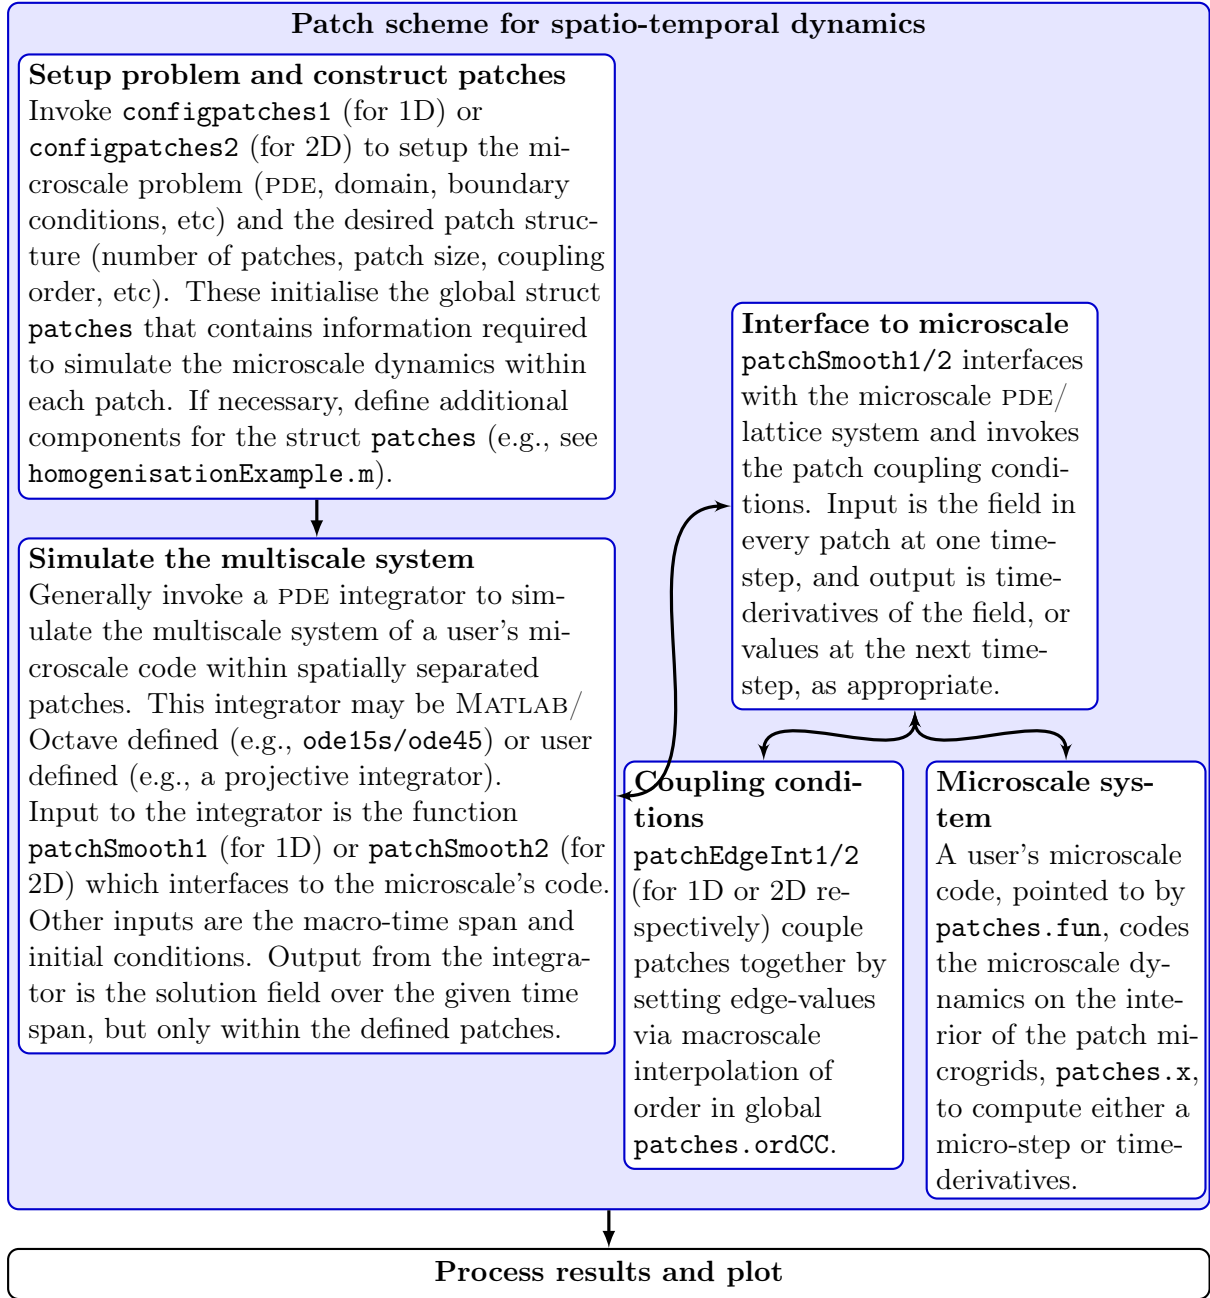 Patch scheme for spatio-temporal dynamics
Setup problem and construct patches
Invoke configpatches1 (for 1D) or
configpatches2 (for 2D) to setup the mi-
croscale problem (PDE, domain, boundary
conditions, etc) and the desired patch struc-
ture (number of patches, patch size, coupling
order, etc). These initialise the global struct
patches that contains information required
to simulate the microscale dynamics within
each patch. If necessary, define additional
components for the struct patches (e.g., see
homogenisationExample.m).
Simulate the multiscale system
Generally invoke a PDE integrator to sim-
ulate the multiscale system of a user's mi-
croscale code within spatially separated
patches. This integrator may be MATLAB/
Octave defined (e.g., ode15s/ode45) or user
defined (e.g., a projective integrator).
Input to the integrator is the function
patchSmooth1 (for 1D) or patchSmooth2 (for
2D) which interfaces to the microscale's code.
Other inputs are the macro-time span and
initial conditions. Output from the integra-
tor is the solution field over the given time
span, but only within the defined patches.
Interface to microscale
patchSmooth1/2 interfaces
with the microscale PDE/
lattice system and invokes
the patch coupling condi-
tions. Input is the field in
every patch at one time-
step, and output is time-
derivatives of the field, or
values at the next time-
step, as appropriate.
Coupling condi-
tions
patchEdgeInt1/2
(for 1D or 2D re-
spectively) couple
patches together by
setting edge-values
via macroscale
interpolation of
order in global
patches.ordCC.
Microscale sys-
tem
A user's microscale
code, pointed to by
patches.fun, codes
the microscale dy-
namics on the inte-
rior of the patch mi-
crogrids, patches.x,
to compute either a
micro-step or time-
derivatives.
Process results and plot